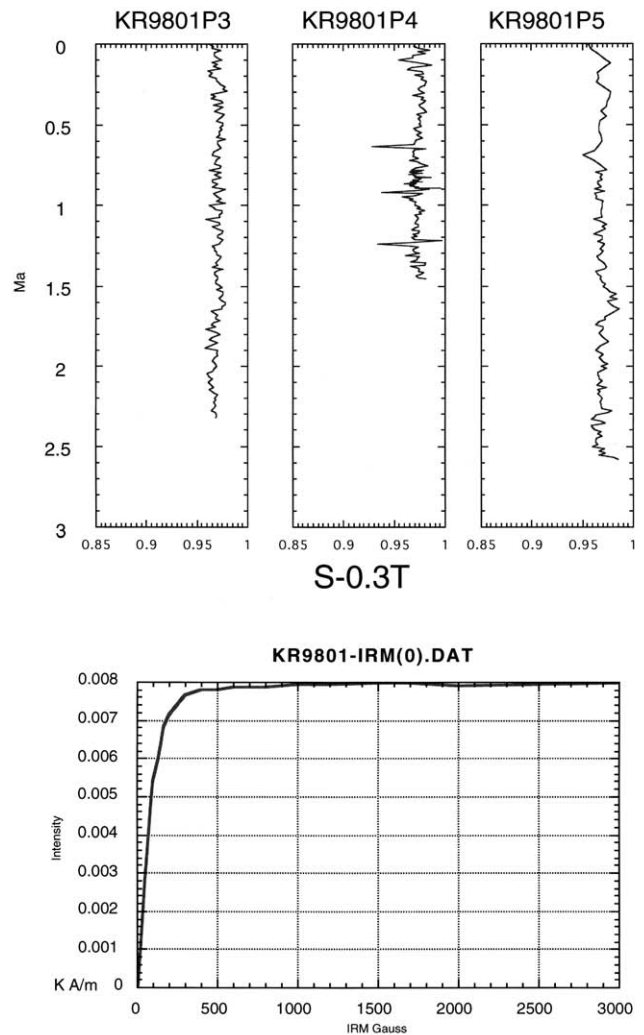 KR9801P3 KR9801P4 KR9801P5
0
0.5
1
Ma
1.5
2
2.5
3
0.85 0.9 0.95 1 0.85 0.9 0.95 1 0.85 0.9 0.95 1
S-0.3T
KR9801-IRM(0).DAT
0.008
0.007
0.006
0.005
Intensity
0.004
0.003
0.002
0.001
K A/m 0
0 500 1000 1500 2000 2500 3000
IRM Gauss